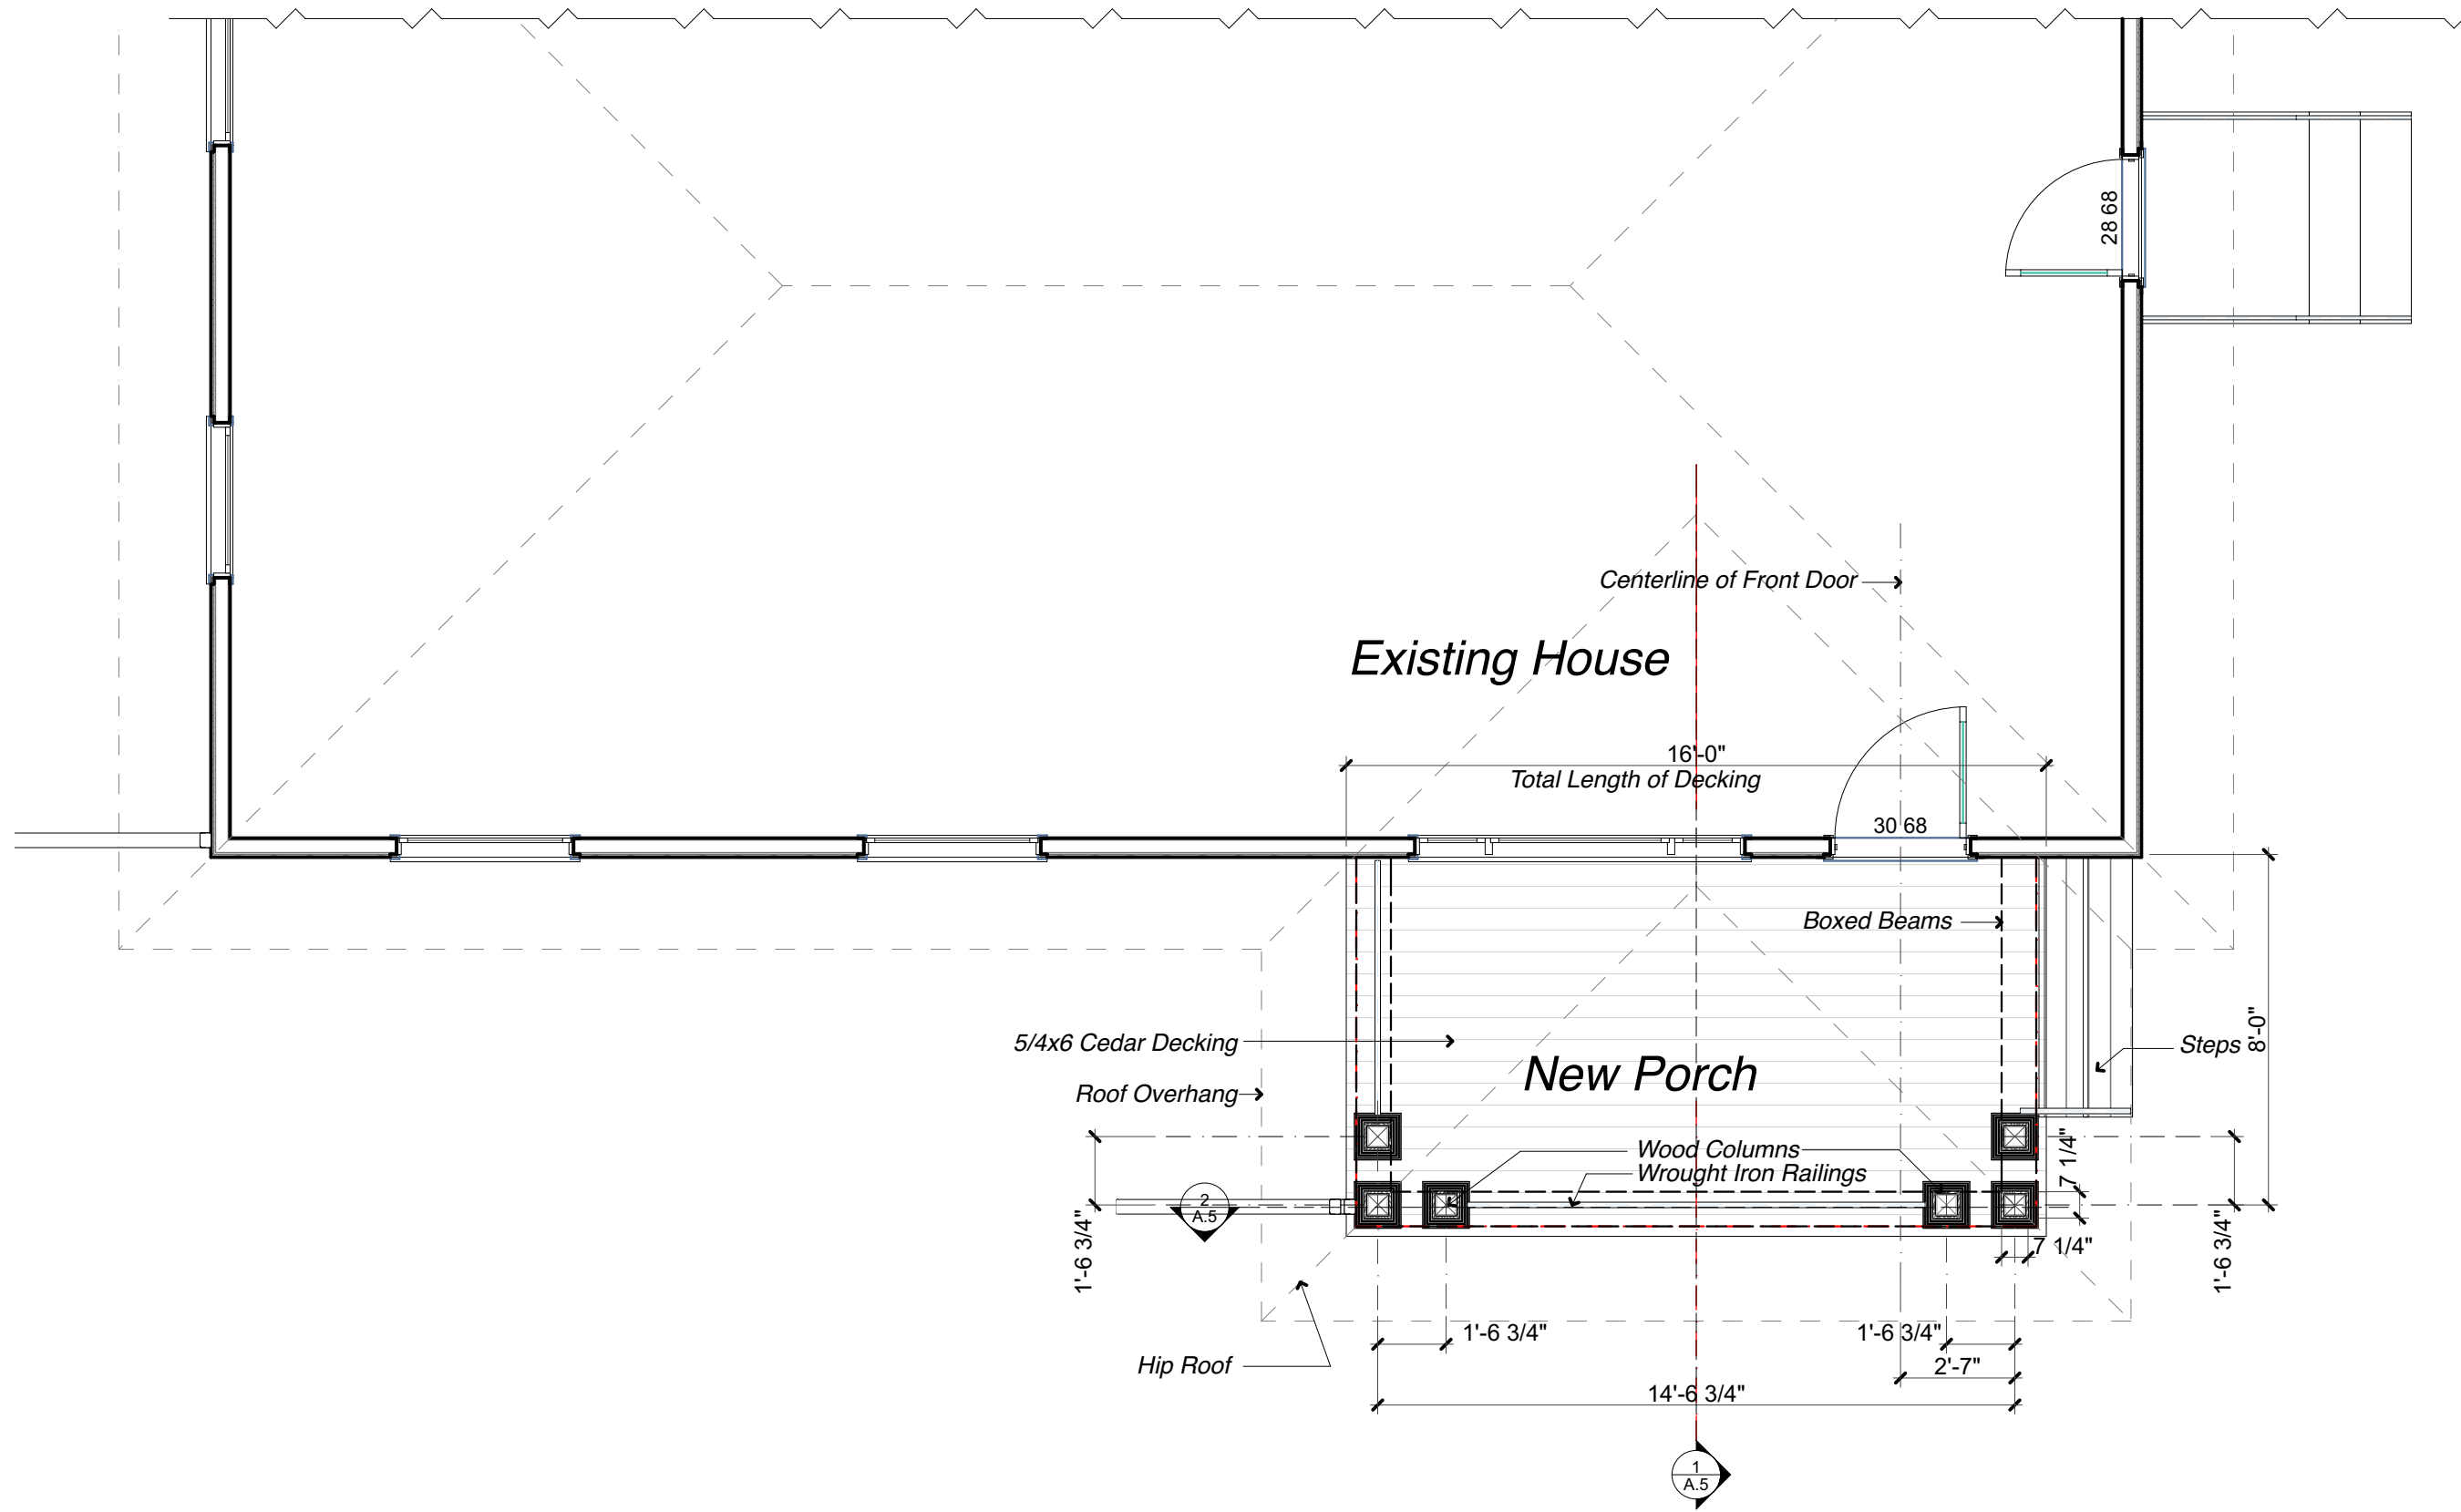 28 68
Centerline of Front Door
Existing House
16'-0"
Total Length of Decking
30 68
Boxed Beams
5/4x6 Cedar Decking
Steps
8'-0"
New Porch
Roof Overhang
Wood Columns
Wrought Iron Railings
7 1/4"
2
A.5
1'-6 3/4"
7 1/4"
1'-6 3/4"
1'-6 3/4"
1'-6 3/4"
Hip Roof
2'-7"
14'-6 3/4"
1
A.5